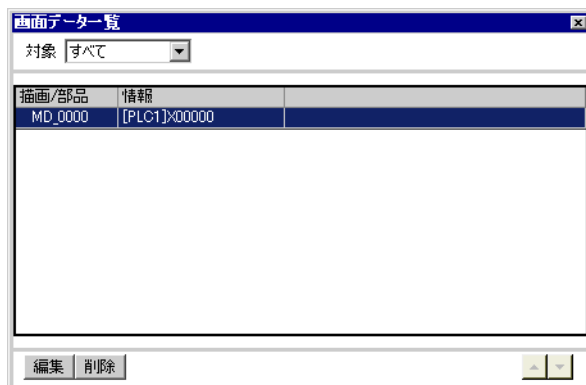 画面データ一覧
対象 すべて
描画/部品 情報
MD_0000 [PLC1]X00000
編集 削除